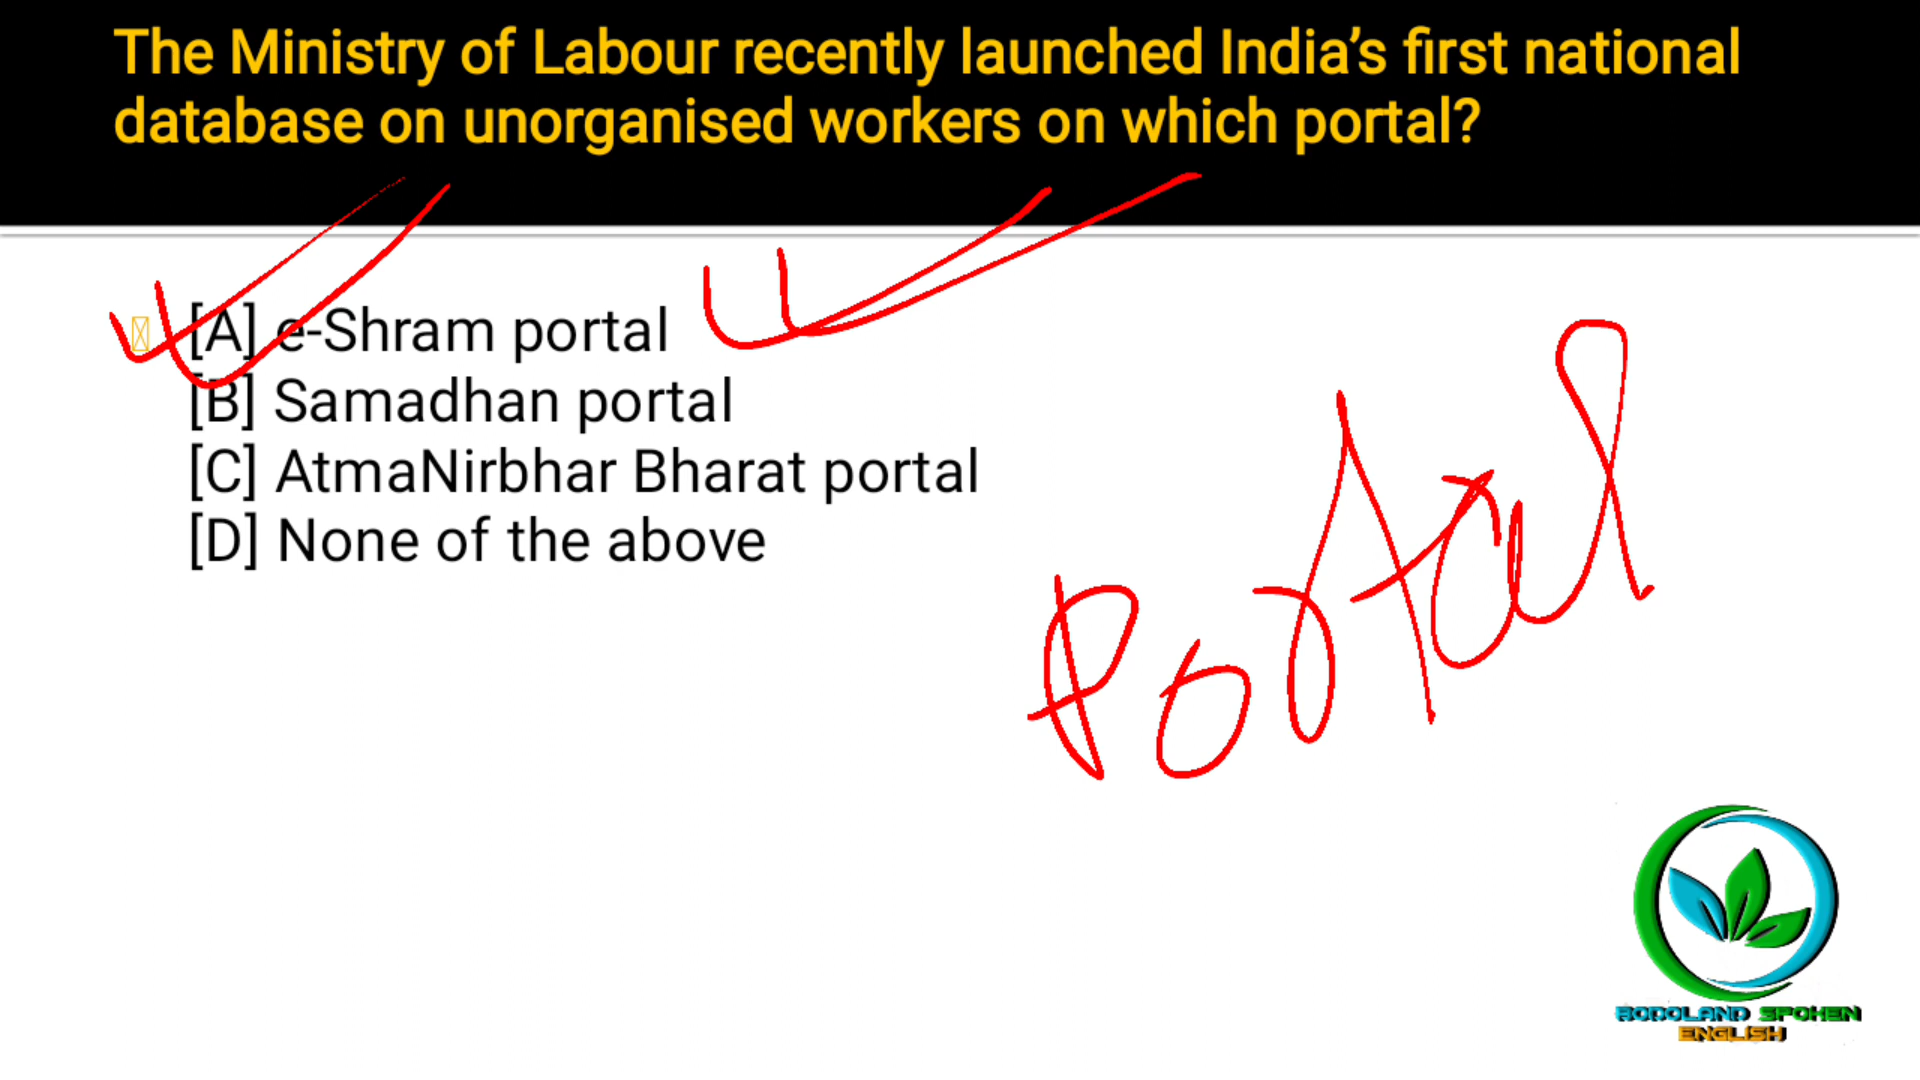 The Ministry of Labour recently launched India’s first national
database on unorganised workers on which portal?
[A] e-Shram portal
[B] Samadhan portal
[C] AtmaNirbhar Bharat portal
[D] None of the above
Portal
BODOLAND SPOKEN
ENGLISH